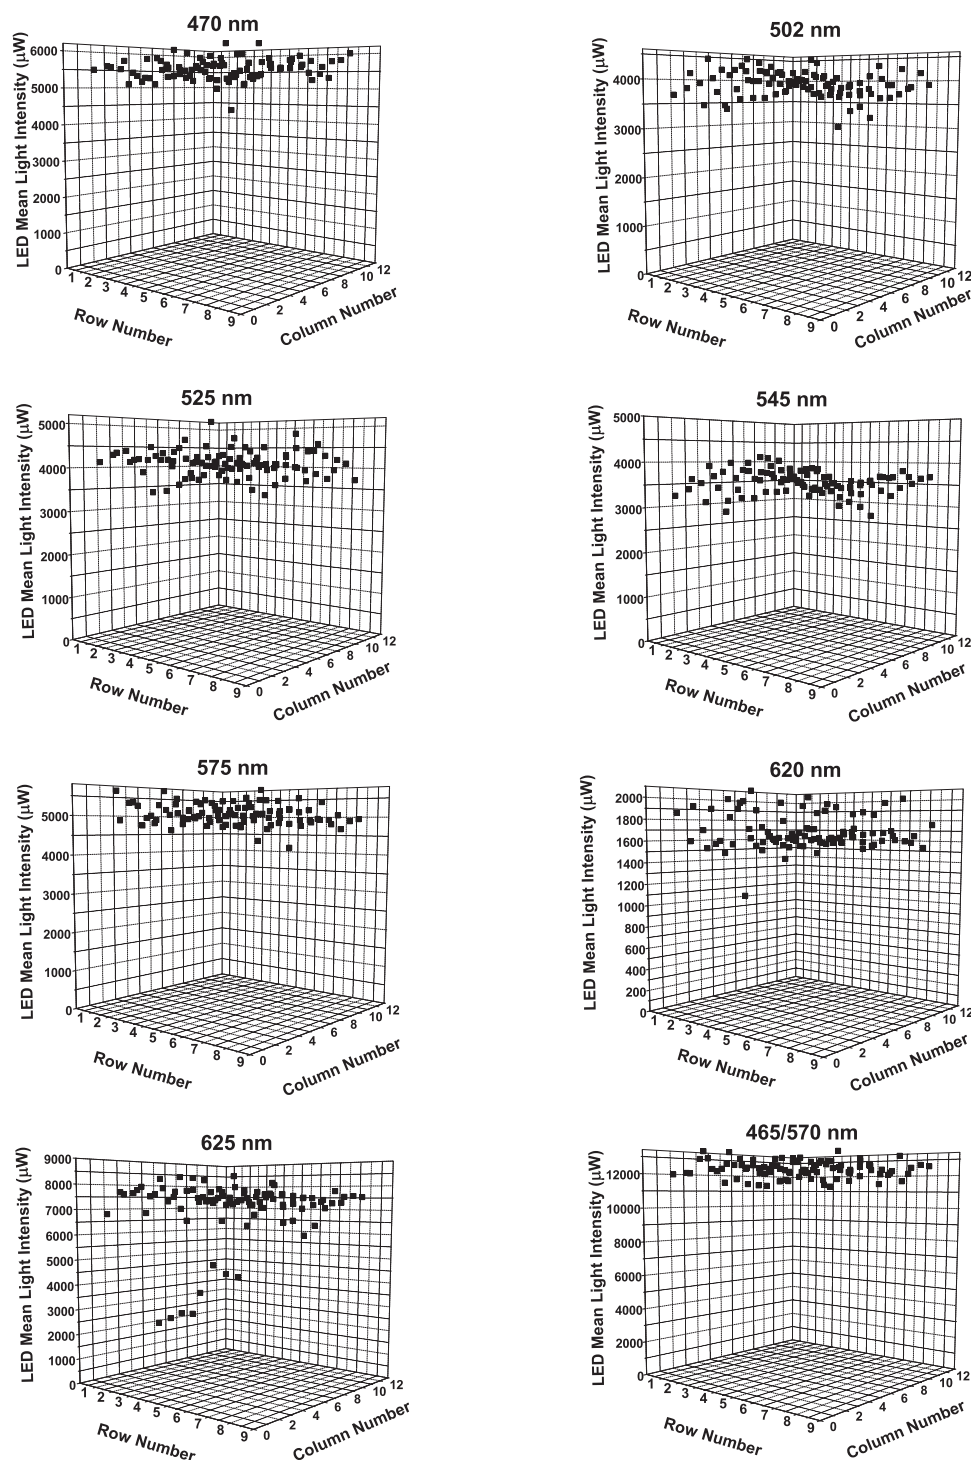 470 nm
LED Mean Light Intensity (μW)
6000
5000
4000
3000
2000
1000
0
1 2 3 4 5 6 7 8 9
Row Number
0 2 4 6 8 10 12
Column Number
502 nm
LED Mean Light Intensity (μW)
4000
3000
2000
1000
0
1 2 3 4 5 6 7 8 9
Row Number
0 2 4 6 8 10 12
Column Number
525 nm
LED Mean Light Intensity (μW)
5000
4000
3000
2000
1000
0
1 2 3 4 5 6 7 8 9
Row Number
0 2 4 6 8 10 12
Column Number
545 nm
LED Mean Light Intensity (μW)
5000
4000
3000
2000
1000
0
1 2 3 4 5 6 7 8 9
Row Number
0 2 4 6 8 10 12
Column Number
575 nm
LED Mean Light Intensity (μW)
5000
4000
3000
2000
1000
0
1 2 3 4 5 6 7 8 9
Row Number
0 2 4 6 8 10 12
Column Number
620 nm
LED Mean Light Intensity (μW)
2000
1800
1600
1400
1200
1000
800
600
400
200
0
1 2 3 4 5 6 7 8 9
Row Number
0 2 4 6 8 10 12
Column Number
625 nm
LED Mean Light Intensity (μW)
9000
8000
7000
6000
5000
4000
3000
2000
1000
0
1 2 3 4 5 6 7 8 9
Row Number
0 2 4 6 8 10 12
Column Number
465/570 nm
LED Mean Light Intensity (μW)
12000
10000
8000
6000
4000
2000
0
1 2 3 4 5 6 7 8 9
Row Number
0 2 4 6 8 10 12
Column Number